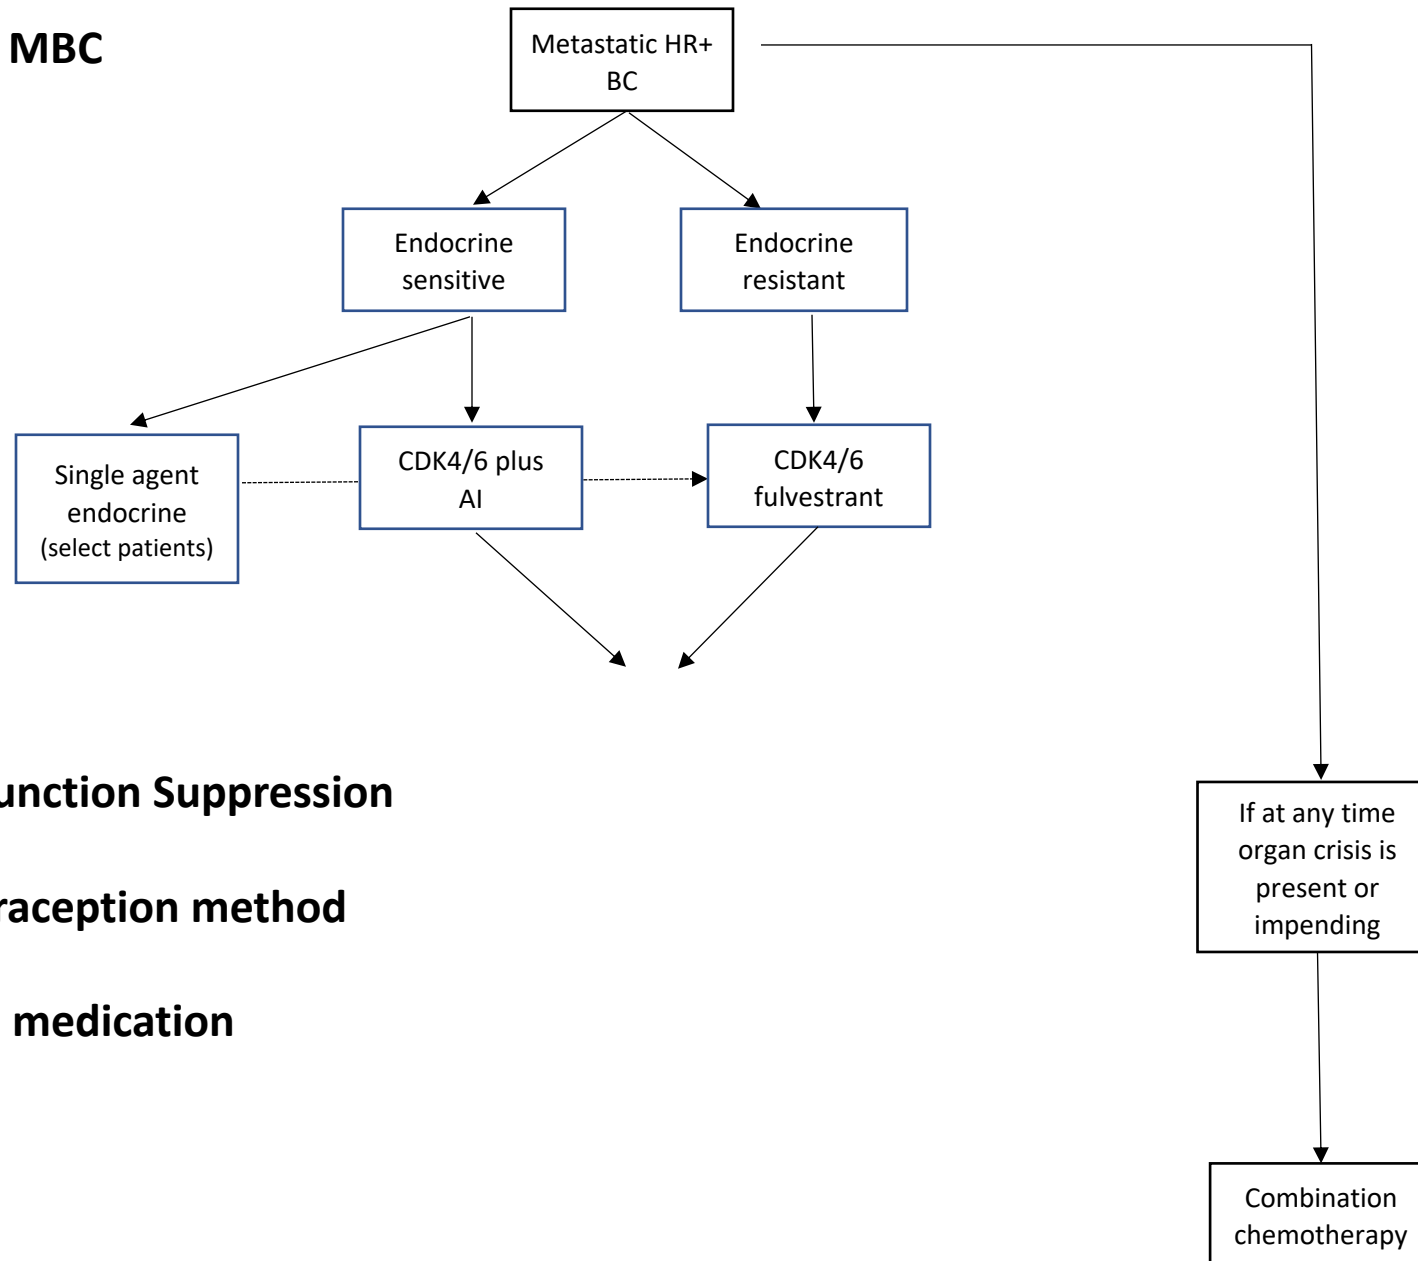 MBC
Metastatic HR+
BC
Endocrine
sensitive
Endocrine
resistant
Single agent
endocrine
(select patients)
CDK4/6 plus
AI
CDK4/6
fulvestrant
unction Suppression
raception method
medication
If at any time
organ crisis is
present or
impending
Combination
chemotherapy